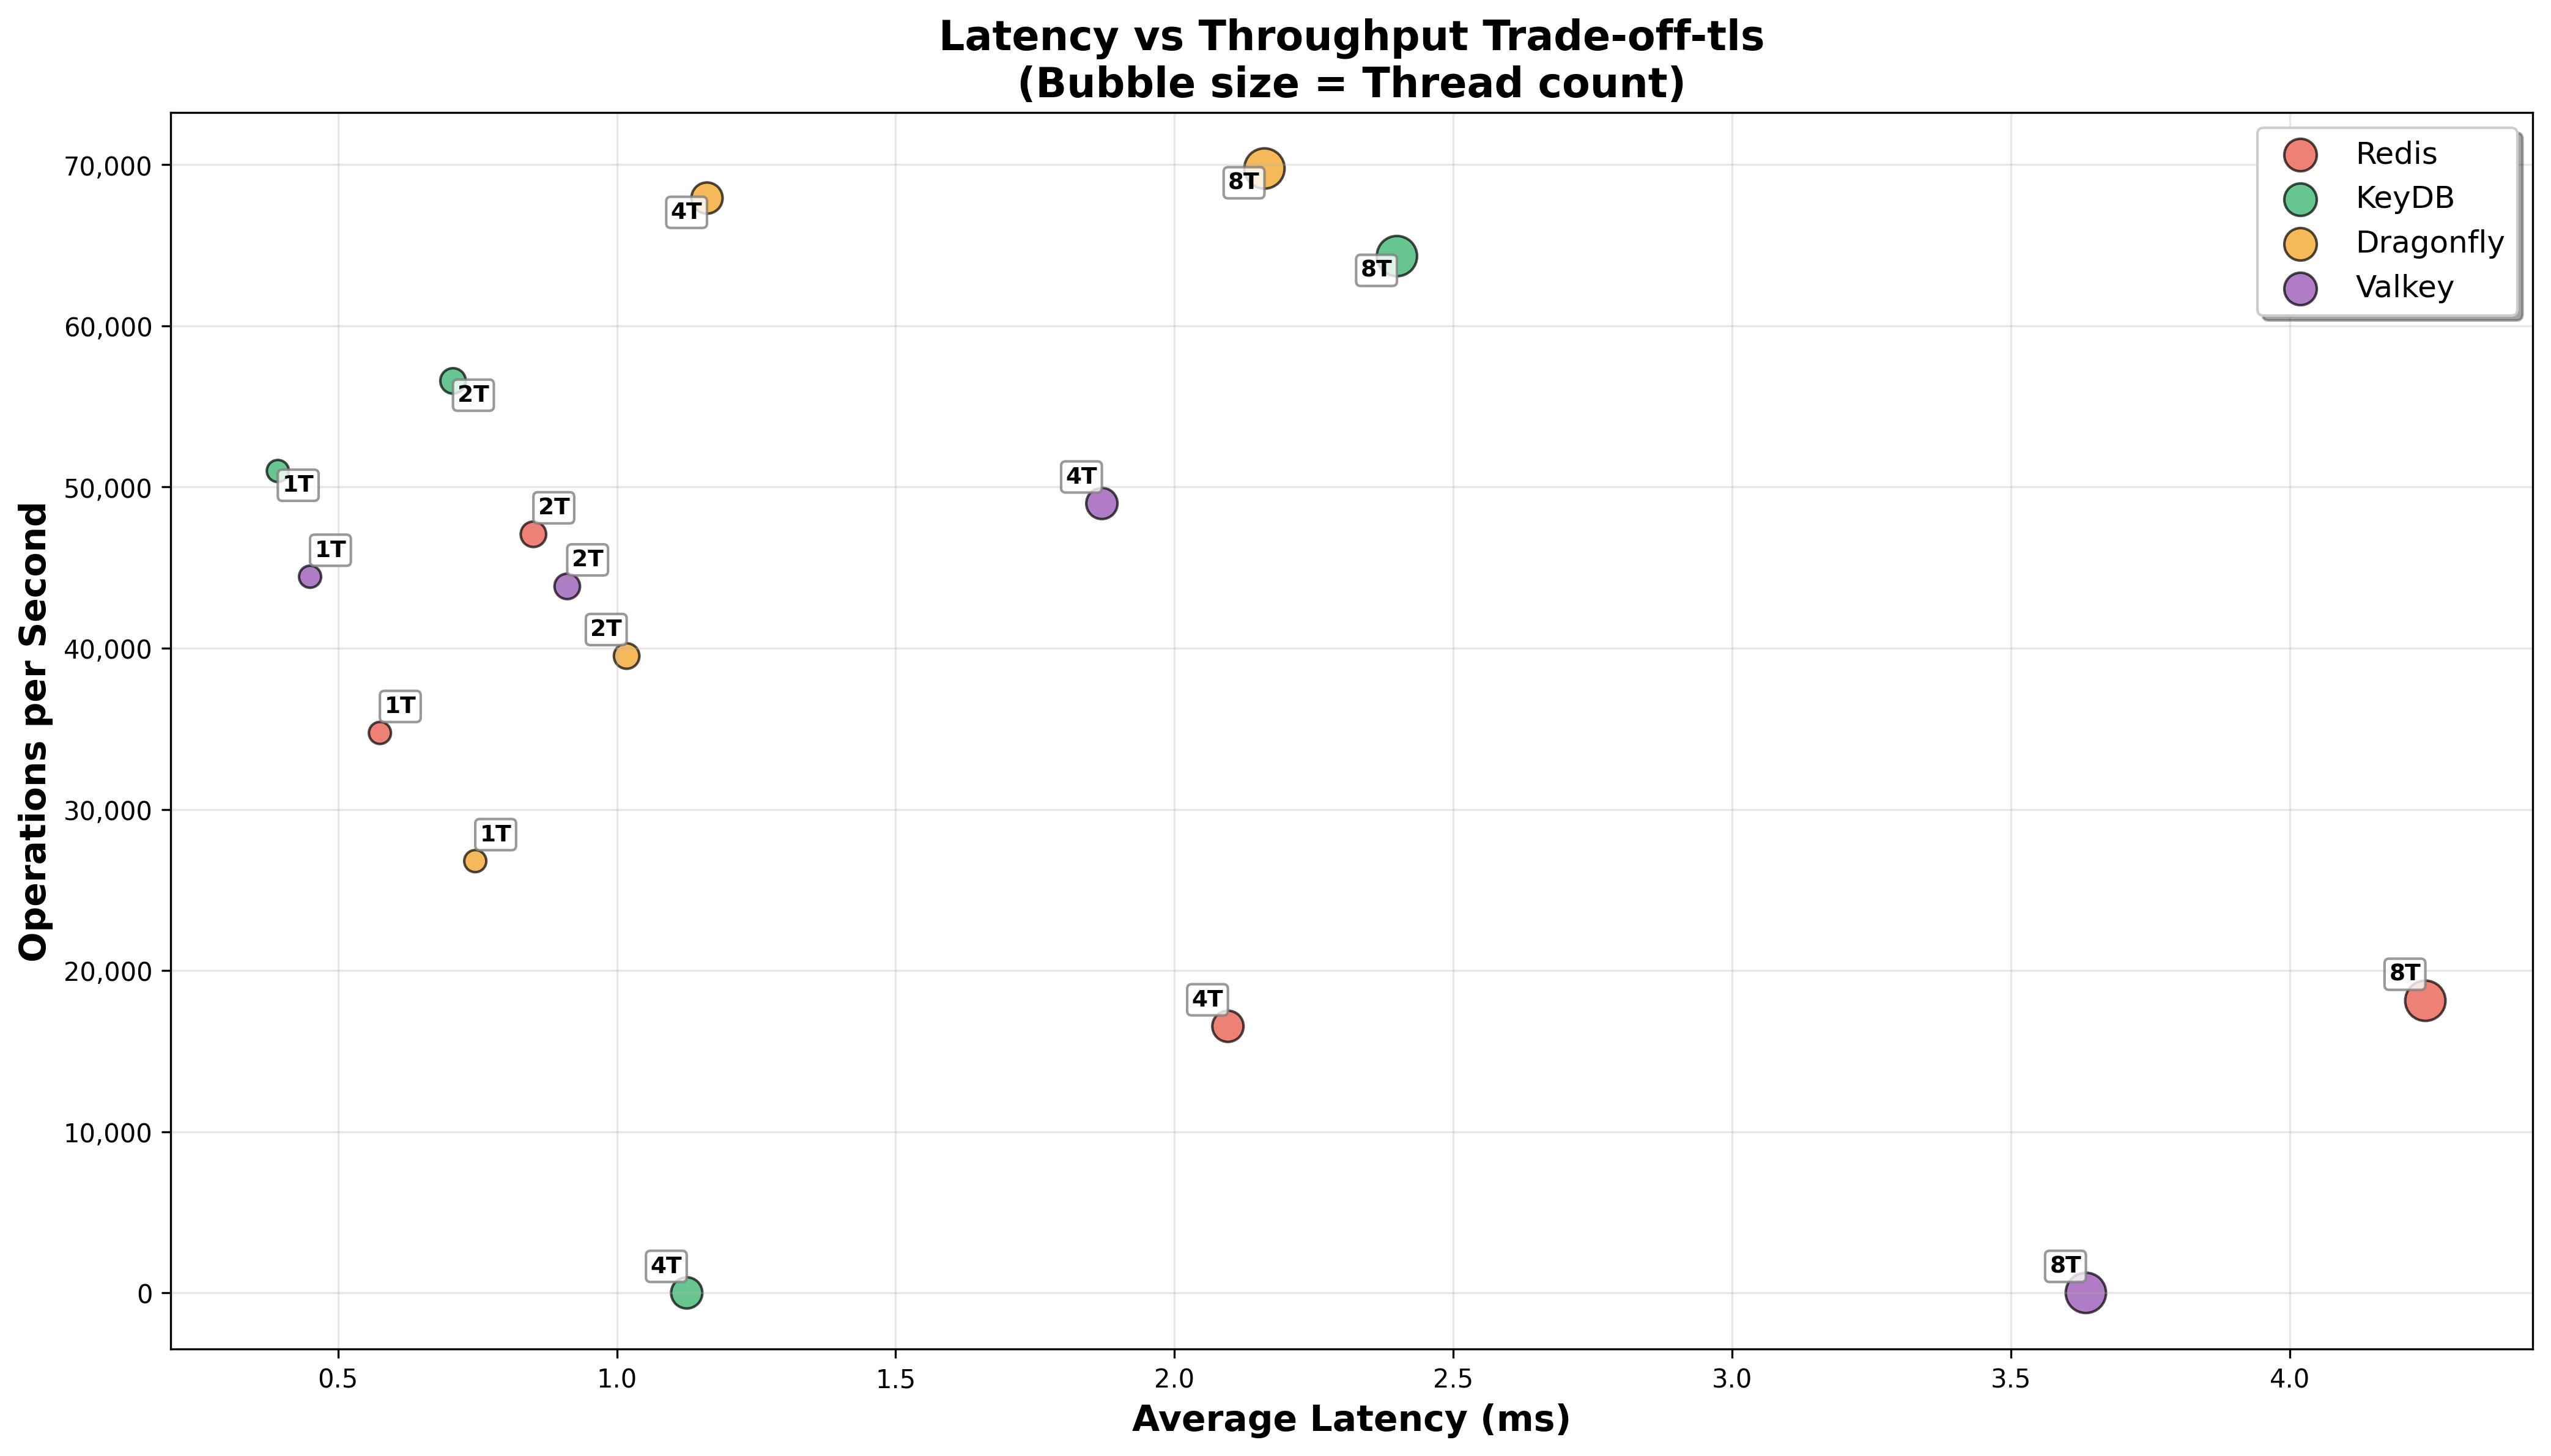 Latency vs Throughput Trade-off-tls
(Bubble size = Thread count)
Redis
KeyDB
Dragonfly
Valkey
Operations per Second
70,000
60,000
50,000
40,000
30,000
20,000
10,000
0
8T
4T
8T
2T
4T
1T
2T
1T
2T
2T
1T
1T
8T
4T
4T
8T
0.5
1.0
1.5
2.0
2.5
3.0
3.5
4.0
Average Latency (ms)